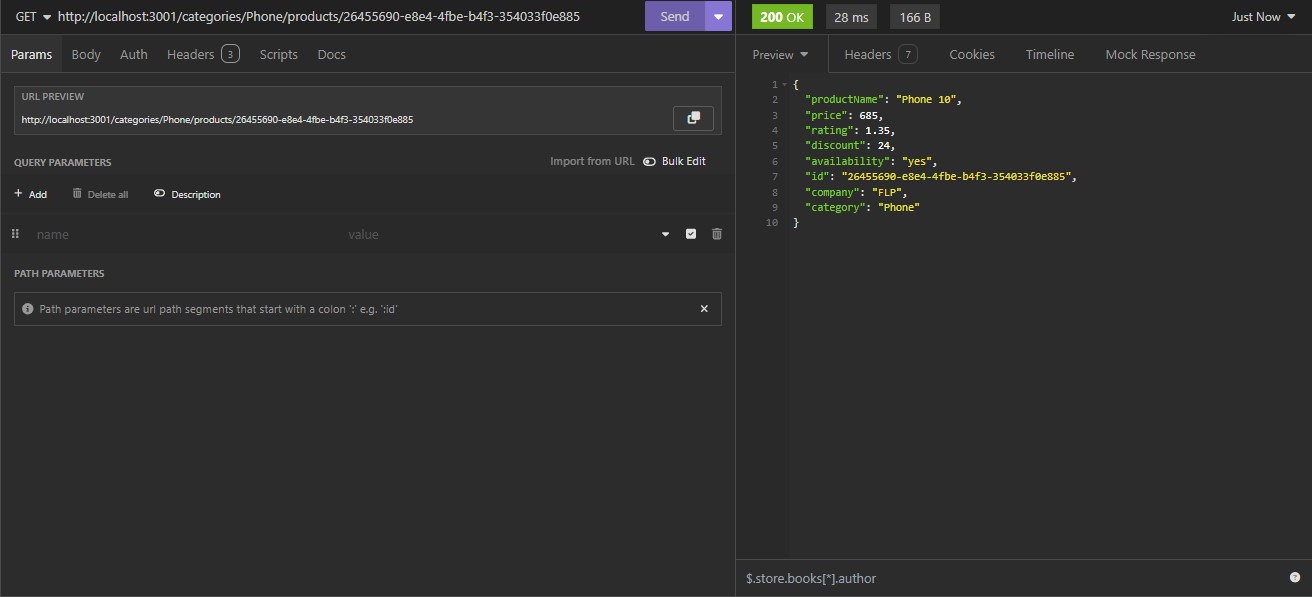 GET http://localhost:3001/categories/Phone/products/26455690-e8e4-4fbe-b4f3-354033f0e885 Send
200 OK 28 ms 166 B Just Now
Params Body Auth Headers 3 Scripts Docs
Preview Headers 7 Cookies Timeline Mock Response
URL PREVIEW
http://localhost:3001/categories/Phone/products/26455690-e8e4-4fbe-b4f3-354033f0e885
QUERY PARAMETERS Import from URL Bulk Edit
+ Add Delete all Description
name value
PATH PARAMETERS
Path parameters are url path segments that start with a colon ':' e.g. ':id'
1 {
2 "productName": "Phone 10",
3 "price": 685,
4 "rating": 1.35,
5 "discount": 24,
6 "availability": "yes",
7 "id": "26455690-e8e4-4fbe-b4f3-354033f0e885",
8 "company": "FLP",
9 "category": "Phone"
10 }
$.store.books[*].author